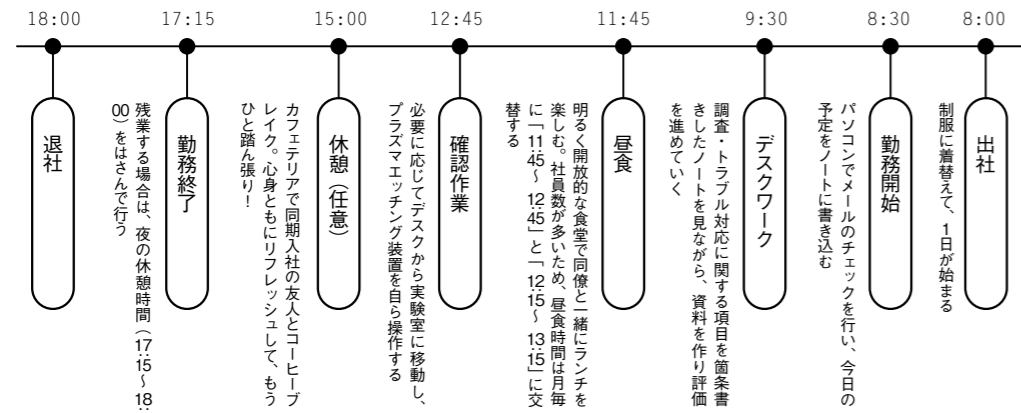 8:00
出社
制服に着替えて、1日が始まる
8:30
勤務開始
パソコンでメールのチェックを行い、今日の
予定をノートに書き込む
9:30
デスクワーク
調査・トラブル対応に関する項目を箇条書
きしたノートを見ながら、資料を作り評価
を進めていく
11:45
昼食
明るく開放的な食堂で同僚と一緒にランチを
楽しむ。社員数が多いため、昼食時間は月毎
に「11:45～ 12:45」と「12:15～ 13:15」に交
替する
12:45
確認作業
必要に応じてデスクから実験室に移動し、
プラズマエッチング装置を自ら操作する
15:00
休憩（任意）
カフェテリアで同期入社の友人とコーヒーブ
レイク。心身ともにリフレッシュして、もう
ひと踏ん張り！
17:15
勤務終了
残業する場合は、夜の休憩時間（17:15～18:
00）をはさんで行う
18:00
退社